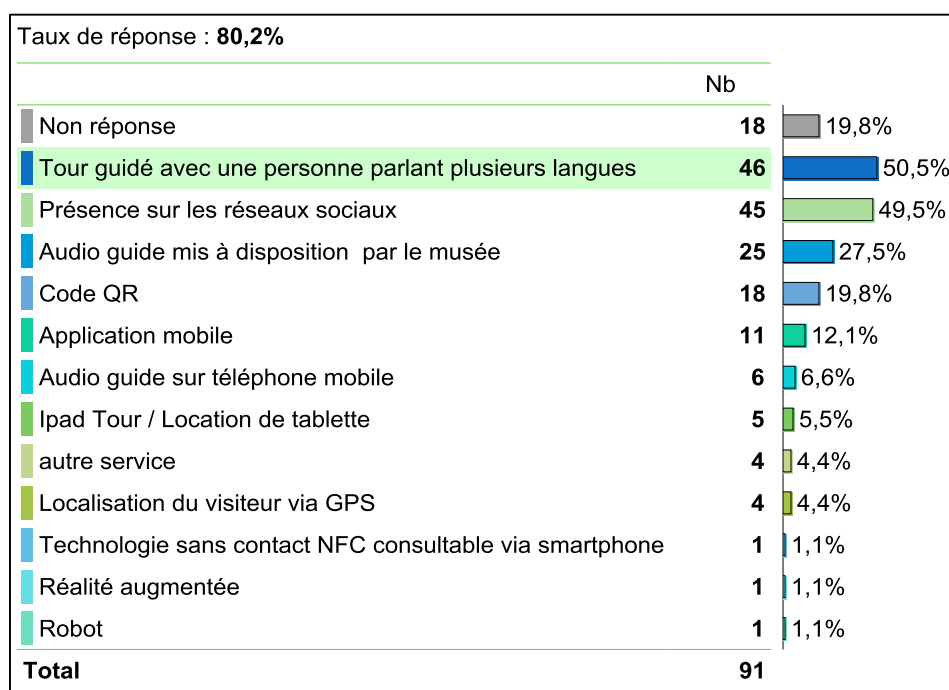 Taux de réponse : 80,2%
Nb
Non réponse 18 19,8%
Tour guidé avec une personne parlant plusieurs langues 46 50,5%
Présence sur les réseaux sociaux 45 49,5%
Audio guide mis à disposition par le musée 25 27,5%
Code QR 18 19,8%
Application mobile 11 12,1%
Audio guide sur téléphone mobile 6 6,6%
Ipad Tour / Location de tablette 5 5,5%
autre service 4 4,4%
Localisation du visiteur via GPS 4 4,4%
Technologie sans contact NFC consultable via smartphone 1 1,1%
Réalité augmentée 1 1,1%
Robot 1 1,1%
Total 91